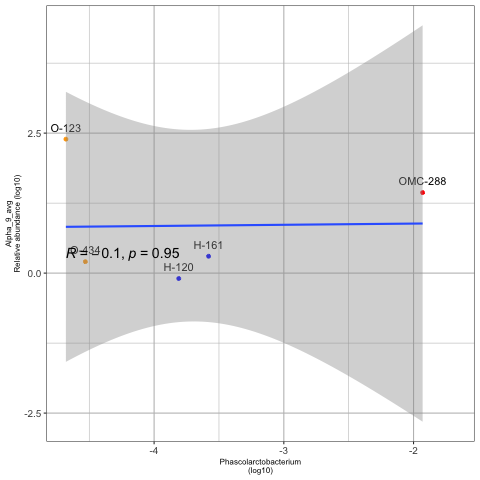 O-123
OMC-288
O-434
R = −0.1, p = 0.95
H-161
H-120
2.5
0.0
-2.5
-4
-3
-2
Alpha_9_avg
Relative abundance (log10)
Phascolarctobacterium
(log10)